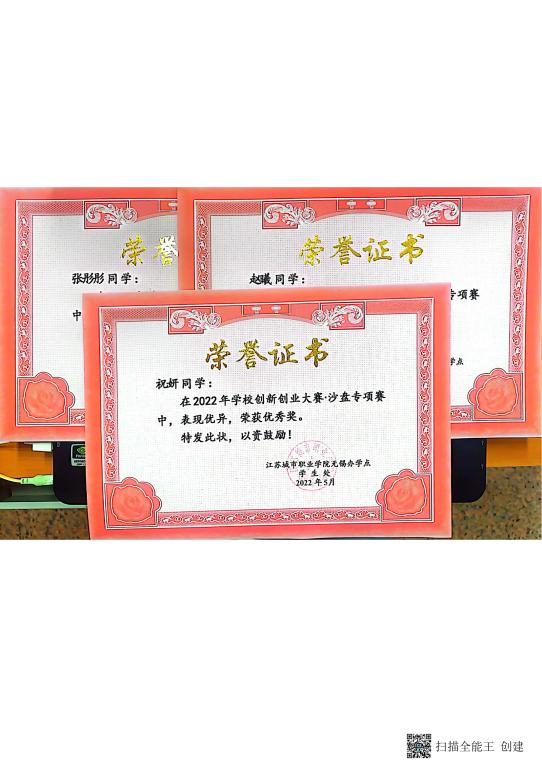 荣誉
张彤彤同学：
中，
荣誉证书
赵曦同学：
专项赛
学点
荣誉证书
祝妍同学：
在2022年学校创新创业大赛·沙盘专项赛
中，表现优异，荣获优秀奖。
特发此状，以资鼓励！
江苏城市职业学院无锡办学点
学生处
2022年5月
扫描全能王 创建